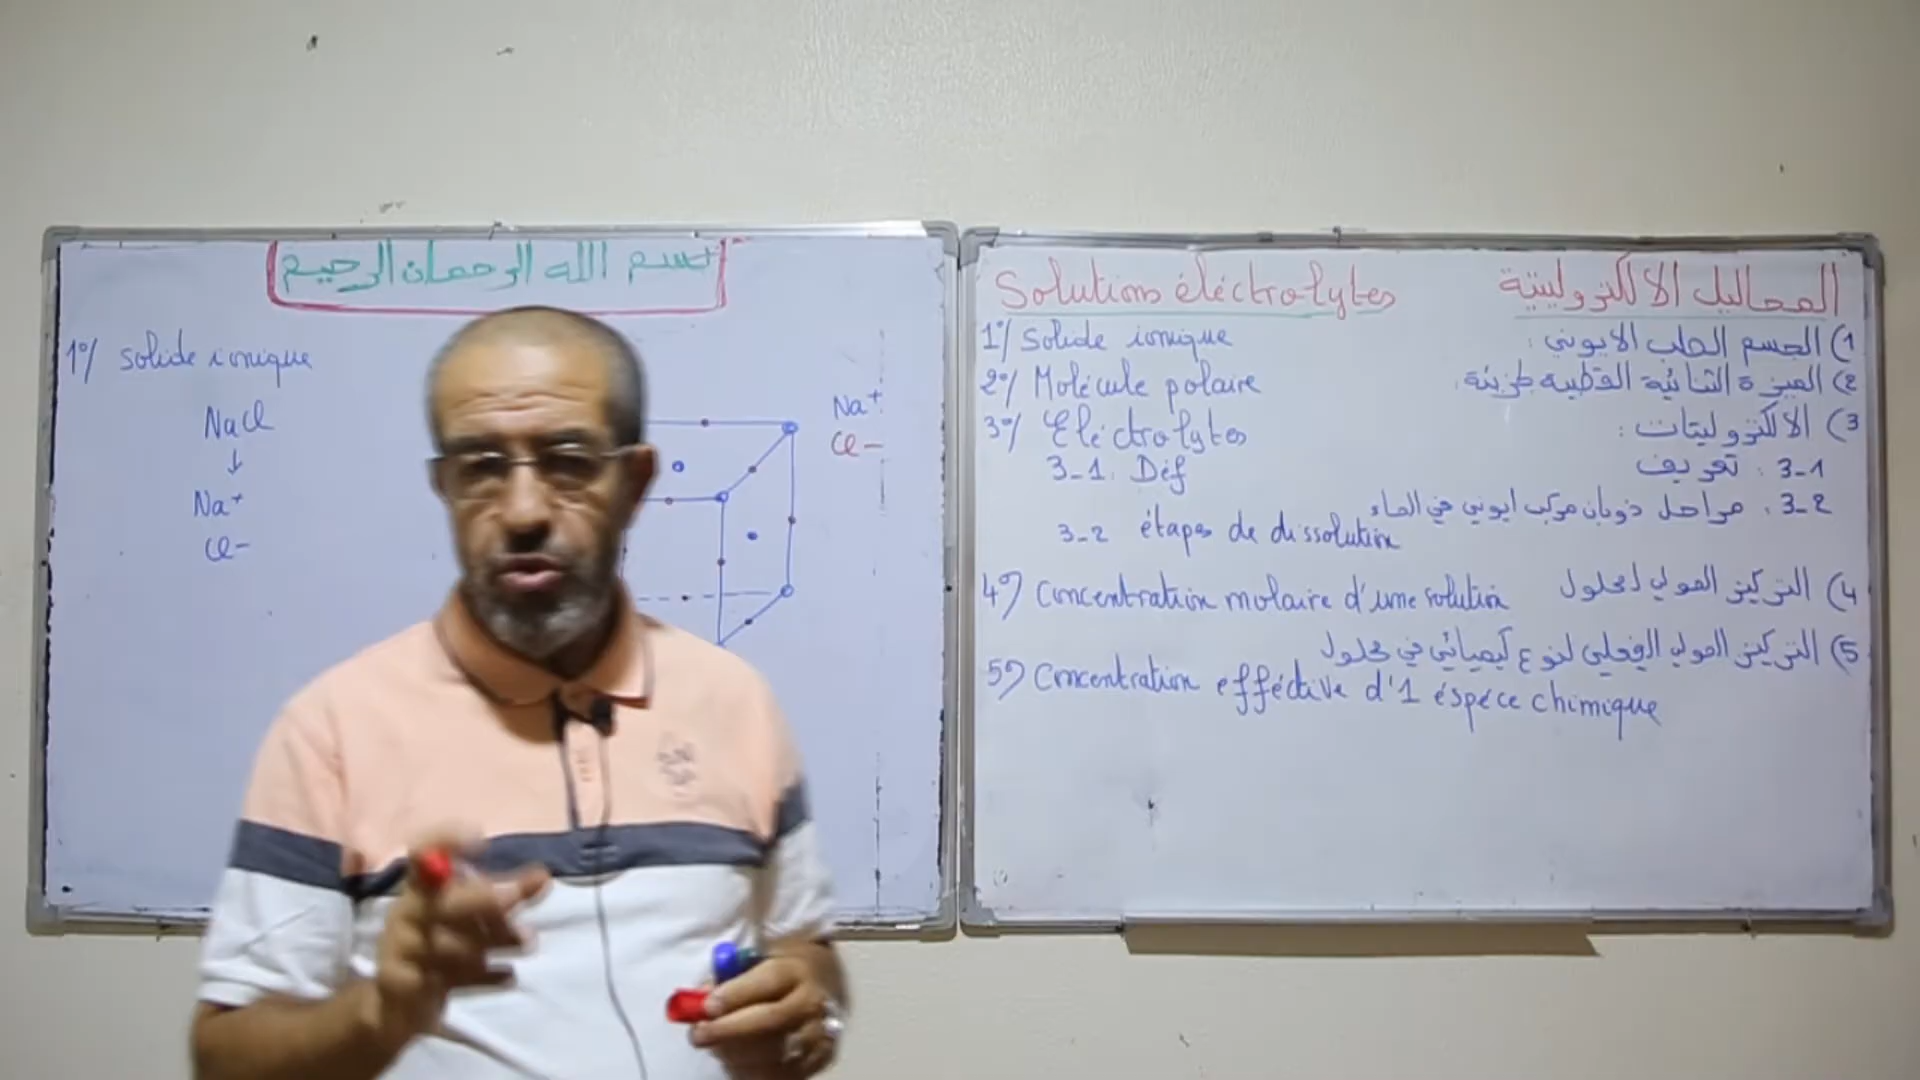 بسم الله الرحمان الرحيم
1°/ solide ionique
NaCl
↓
Na+
Cl-
Na+
Cl-
Solutions éléctrolytes
المحاليل الالكتروليتية
1°/ Solide ionique
1) الجسم الصلب الايوني :
2°/ Molécule polaire
2) الميزة الثنائية القطبية لجزيئة .
3°/ Eléctrolytes
3) الالكتروليتات :
3-1. Déf
3-1 . تعريف
3-2 . مراحل ذوبان مركب ايوني في الماء
3-2 étapes de dissolution
4°) Concentration molaire d'une solution
4) التركيز المولي لمحلول
5) التركيز المولي الفعلي لنوع كيميائي في محلول
5°) Concentration efféctive d'1 éspéce chimique